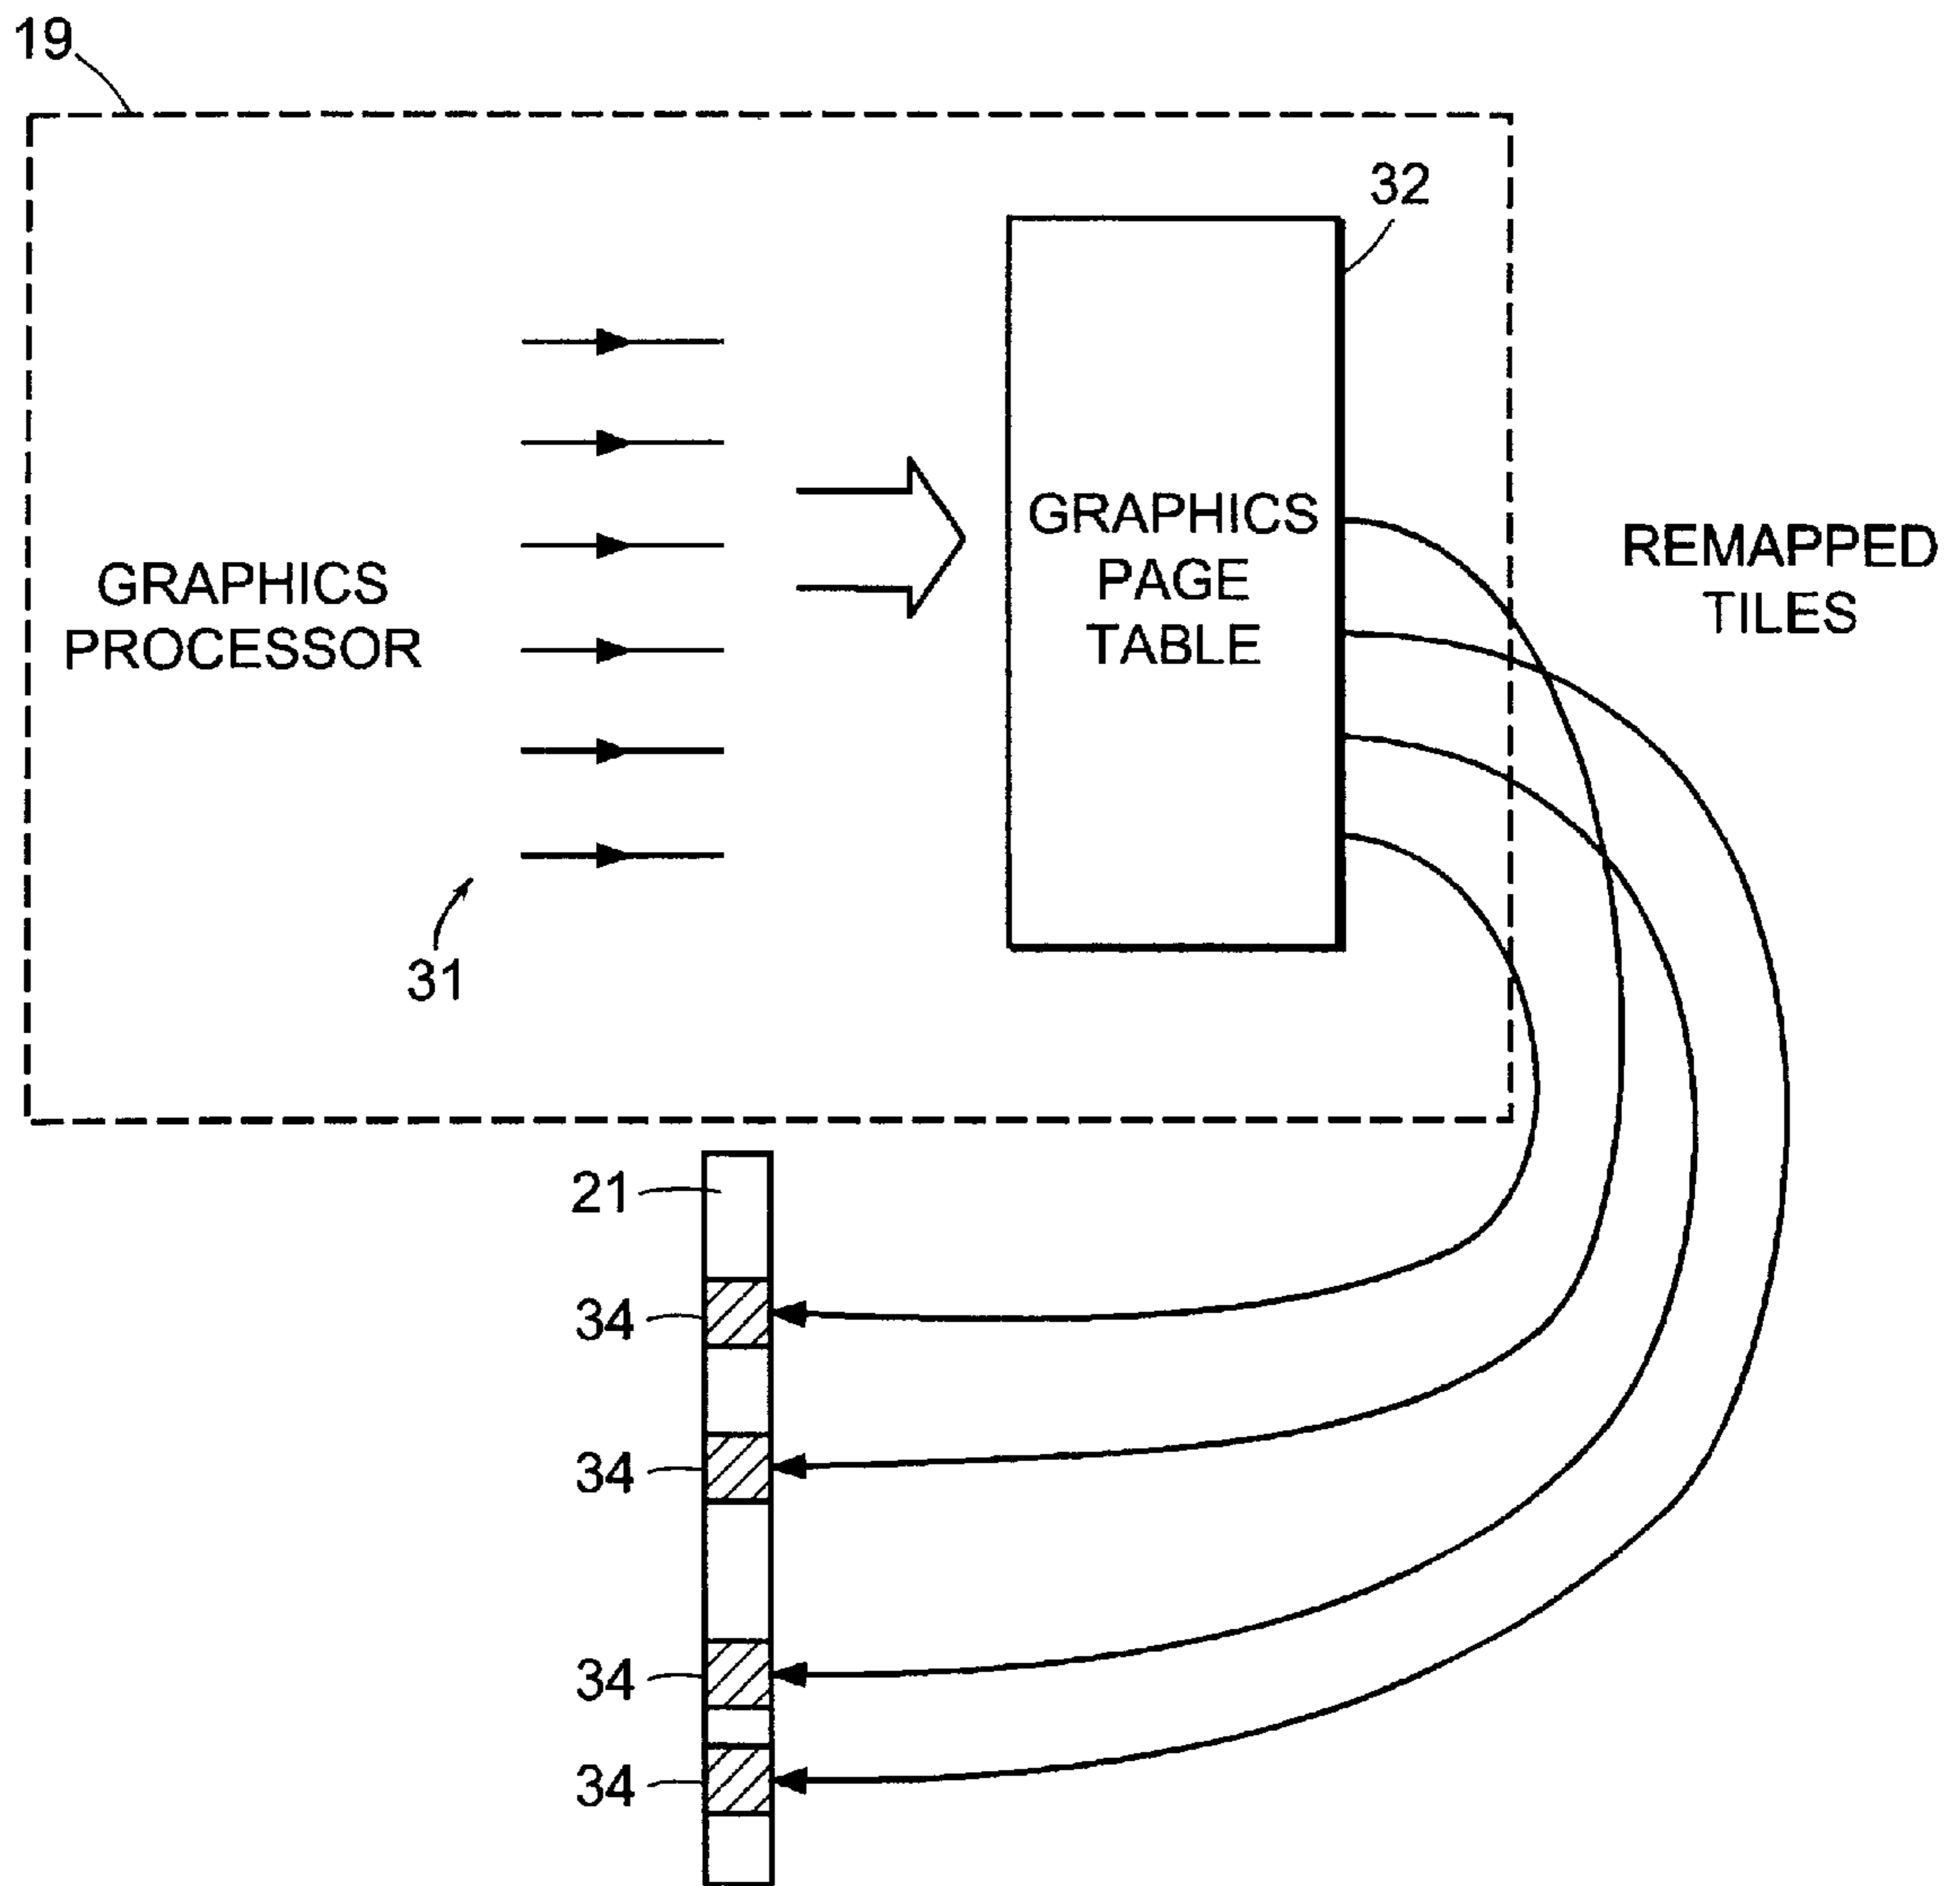 19
32
GRAPHICS
PROCESSOR
GRAPHICS
PAGE
TABLE
REMAPPED
TILES
31
21
34
34
34
34